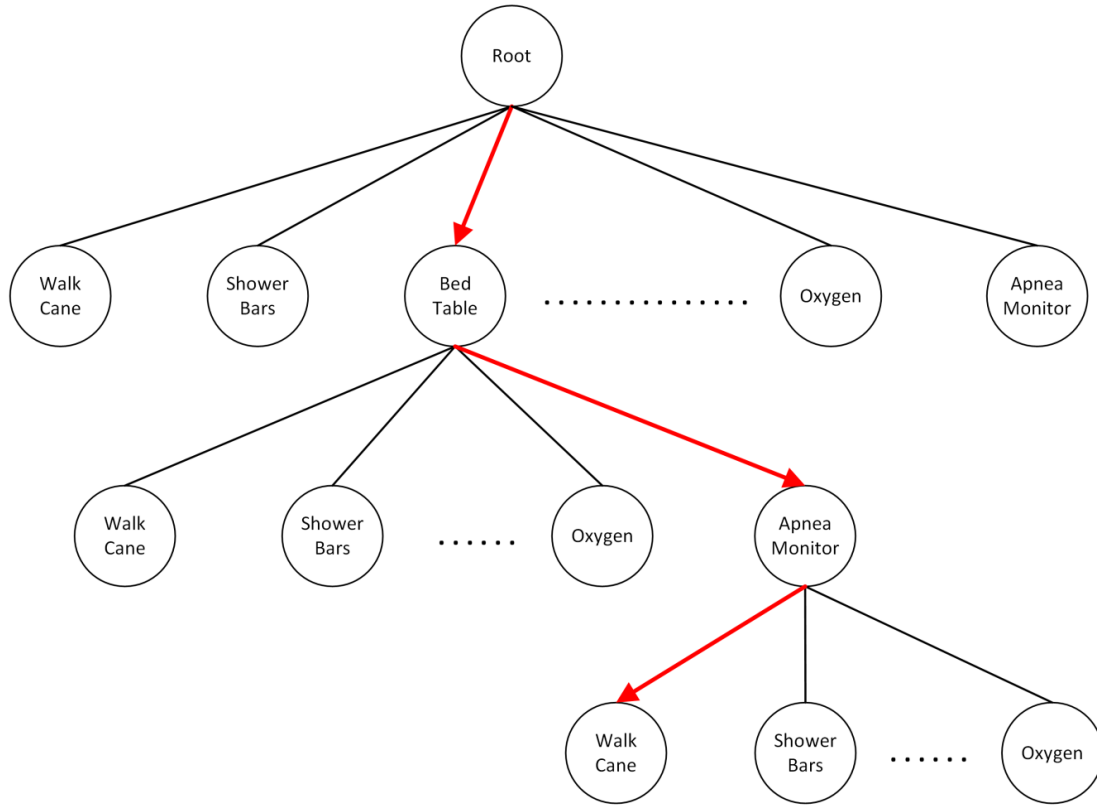 Root
Walk
Cane
Shower
Bars
Bed
Table
Oxygen
Apnea
Monitor
Walk
Cane
Shower
Bars
Oxygen
Apnea
Monitor
Walk
Cane
Shower
Bars
Oxygen